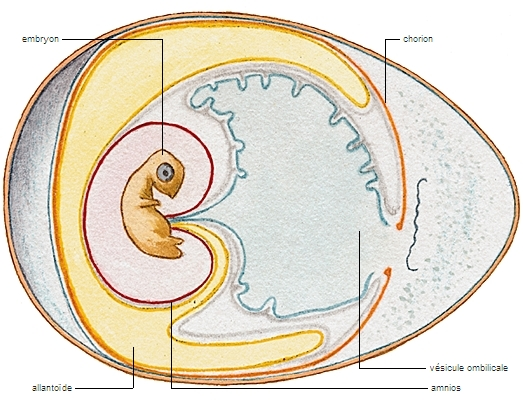 embryon
chorion
vésicule ombilicale
allantoïde
amnios